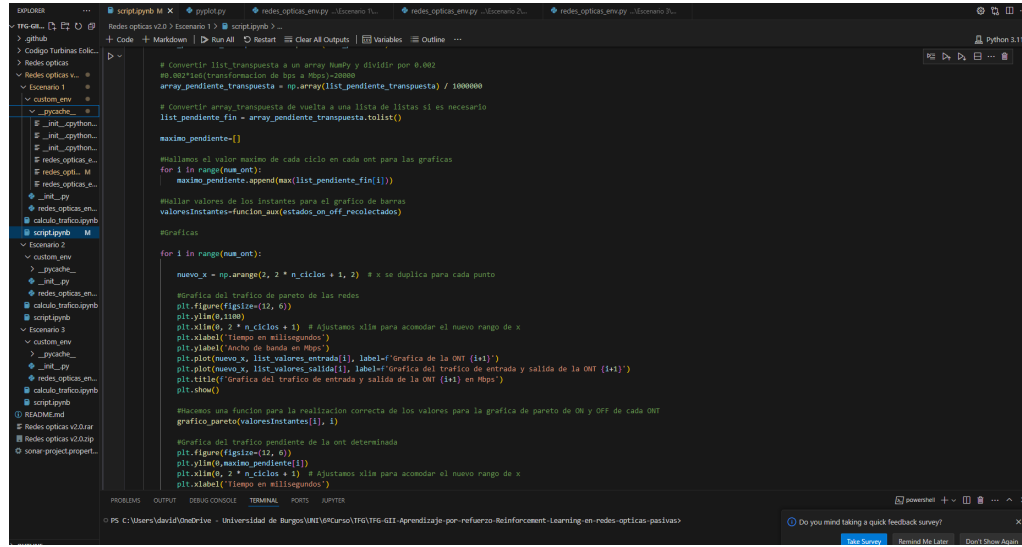 EXPLORER ...
script.ipynb M X
pyplot.py
redes_opticas_env.py ...\Escenario 1\...
redes_opticas_env.py ...\Escenario 2\...
redes_opticas_env.py ...\Escenario 3\...
TFG-GII...
Redes opticas v2.0 > Escenario 1 > script.ipynb > ...
+ Code + Markdown | Run All Restart Clear All Outputs | Variables Outline ...
Python 3.11
> .github
> Codigo Turbinas Eolic...
> Redes opticas
Redes opticas v...
Escenario 1
custom_env
__pycache__
__init__.cpython...
__init__.cpython...
__init__.cpython...
redes_opticas_e...
redes_opti... M
redes_opticas_e...
__init__.py
redes_opticas_en...
calculo_trafico.ipynb
script.ipynb M
Escenario 2
custom_env
> __pycache__
__init__.py
redes_opticas_en...
calculo_trafico.ipynb
script.ipynb
Escenario 3
custom_env
> __pycache__
__init__.py
redes_opticas_en...
calculo_trafico.ipynb
script.ipynb
README.md
Redes opticas v2.0.rar
Redes opticas v2.0.zip
sonar-project.propert...
# Convertir list_transpuesta a un array NumPy y dividir por 0.002
#0.002*1e6(transformacion de bps a Mbps)=20000
array_pendiente_transpuesta = np.array(list_pendiente_transpuesta) / 1000000
# Convertir array_transpuesta de vuelta a una lista de listas si es necesario
list_pendiente_fin = array_pendiente_transpuesta.tolist()
maximo_pendiente=[]
#Hallamos el valor maximo de cada ciclo en cada ont para las graficas
for i in range(num_ont):
maximo_pendiente.append(max(list_pendiente_fin[i]))
#Hallar valores de los instantes para el grafico de barras
valoresInstantes=funcion_aux(estados_on_off_recolectados)
#Graficas
for i in range(num_ont):
nuevo_x = np.arange(2, 2 * n_ciclos + 1, 2) # x se duplica para cada punto
#Grafica del trafico de pareto de las redes
plt.figure(figsize=(12, 6))
plt.ylim(0,1100)
plt.xlim(0, 2 * n_ciclos + 1) # Ajustamos xlim para acomodar el nuevo rango de x
plt.xlabel('Tiempo en milisegundos')
plt.ylabel('Ancho de banda en Mbps')
plt.plot(nuevo_x, list_valores_entrada[i], label=f'Grafica de la ONT {i+1}')
plt.plot(nuevo_x, list_valores_salida[i], label=f'Grafica del trafico de entrada y salida de la ONT {i+1}')
plt.title(f'Grafica del trafico de entrada y salida de la ONT {i+1} en Mbps')
plt.show()
#Hacemos una funcion para la realizacion correcta de los valores para la grafica de pareto de ON y OFF de cada ONT
grafico_pareto(valoresInstantes[i], i)
#Grafica del trafico pendiente de la ont determinada
plt.figure(figsize=(12, 6))
plt.ylim(0,maximo_pendiente[i])
plt.xlim(0, 2 * n_ciclos + 1) # Ajustamos xlim para acomodar el nuevo rango de x
plt.xlabel('Tiempo en milisegundos')
PROBLEMS OUTPUT DEBUG CONSOLE TERMINAL PORTS JUPYTER
powershell
PS C:\Users\david\OneDrive - Universidad de Burgos\UNI\6ºCurso\TFG\TFG-GII-Aprendizaje-por-refuerzo-Reinforcement-Learning-en-redes-opticas-pasivas>
Do you mind taking a quick feedback survey?
Take Survey Remind Me Later Don't Show Again